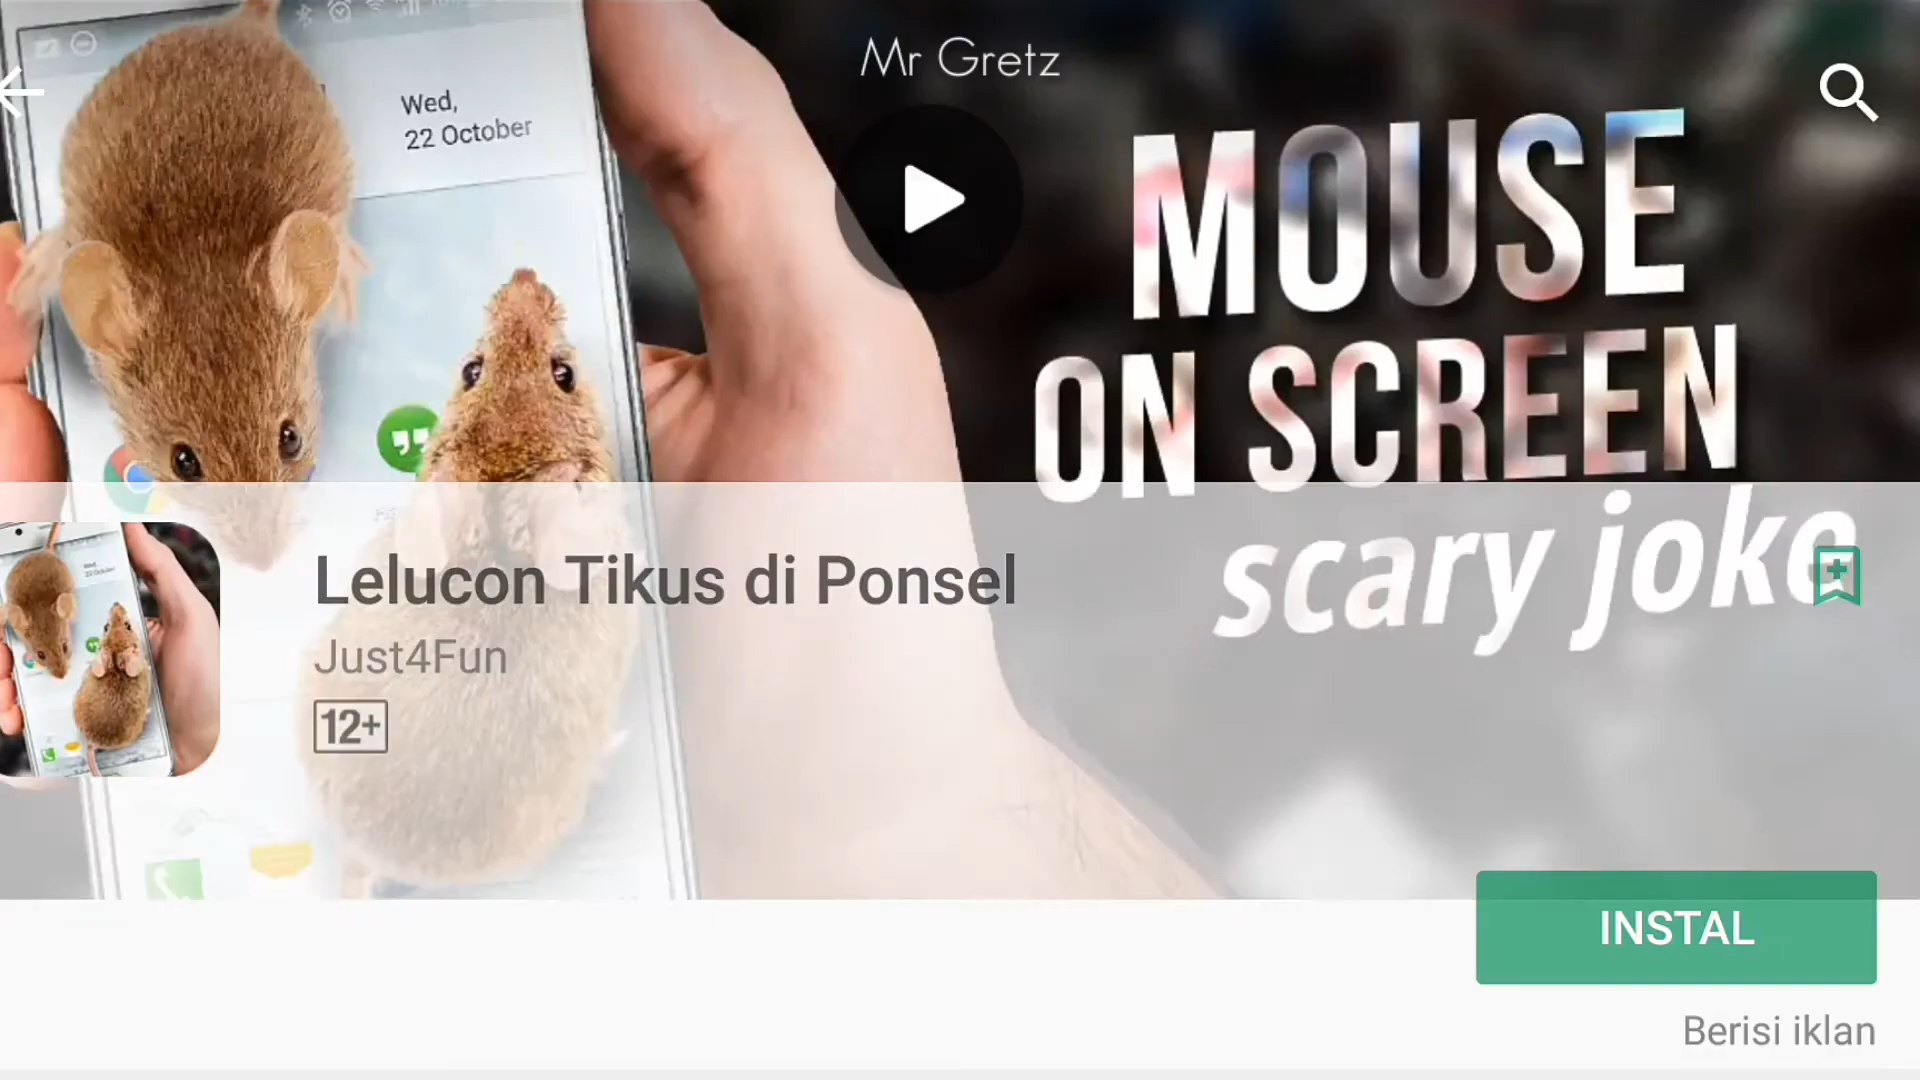 Mr Gretz
Wed,
22 October
MOUSE
ON SCREEN
scary joke
Lelucon Tikus di Ponsel
Just4Fun
12+
INSTAL
Berisi iklan